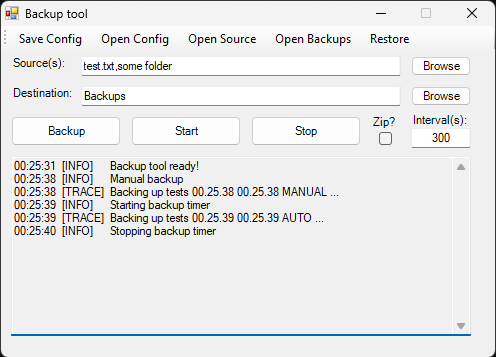 Backup tool
Save Config Open Config Open Source Open Backups Restore
Source(s): test.txt,some folder Browse
Destination: Backups Browse
Backup Start Stop Zip? Interval(s):
300
00:25:31 [INFO] Backup tool ready!
00:25:38 [INFO] Manual backup
00:25:38 [TRACE] Backing up tests 00.25.38 00.25.38 MANUAL ...
00:25:39 [INFO] Starting backup timer
00:25:39 [TRACE] Backing up tests 00.25.39 00.25.39 AUTO ...
00:25:40 [INFO] Stopping backup timer